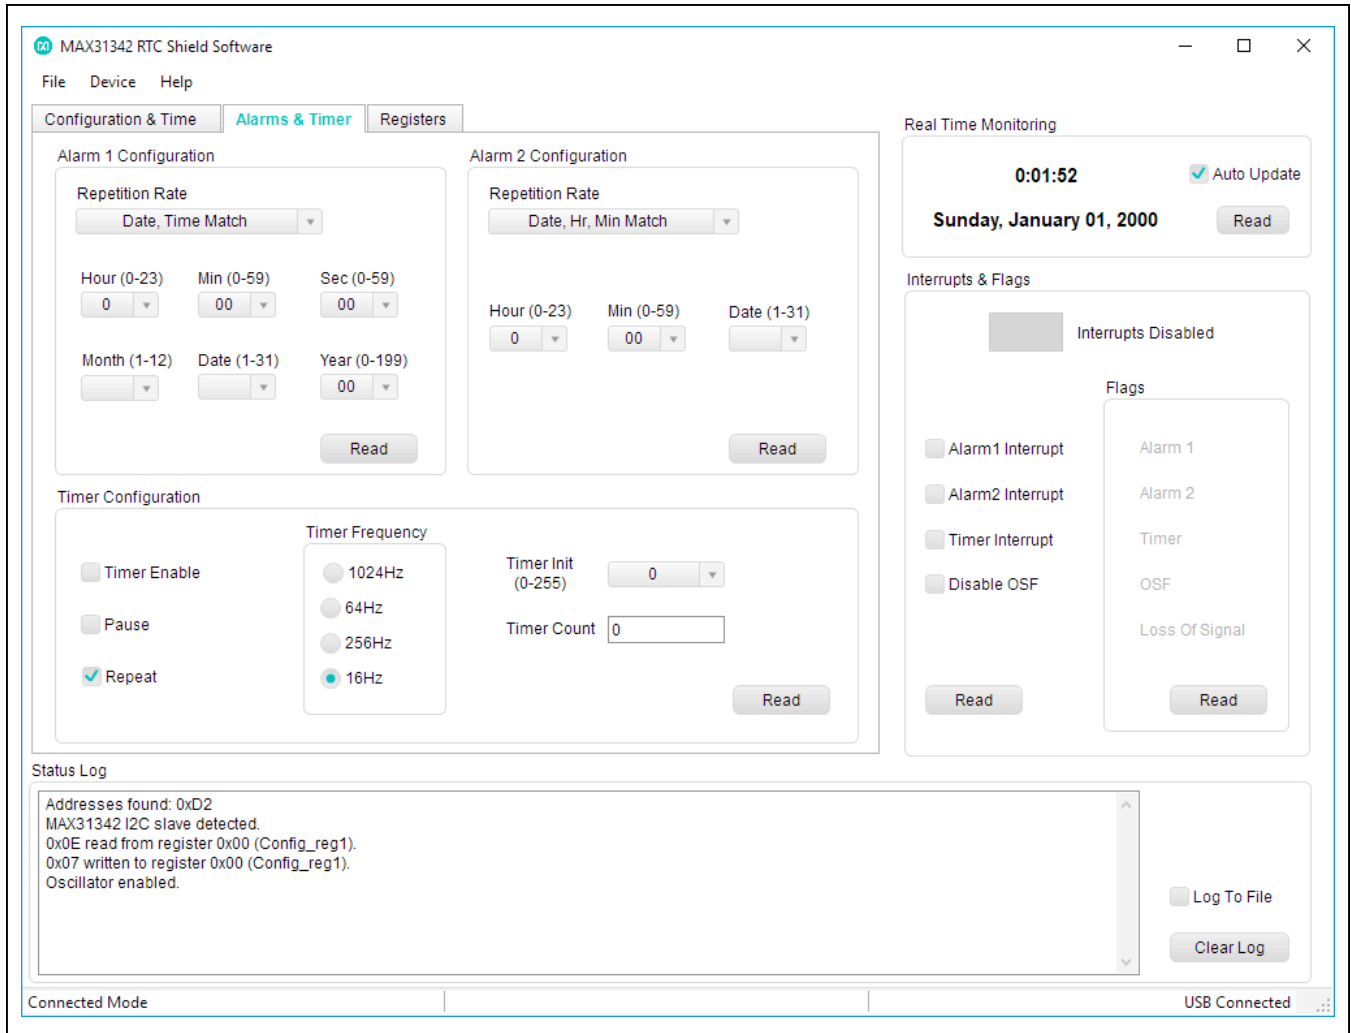 MAX31342 RTC Shield Software
File Device Help
Configuration & Time Alarms & Timer Registers
Alarm 1 Configuration
Repetition Rate
Date, Time Match
Hour (0-23) Min (0-59) Sec (0-59)
0 00 00
Month (1-12) Date (1-31) Year (0-199)
00
Read
Alarm 2 Configuration
Repetition Rate
Date, Hr, Min Match
Hour (0-23) Min (0-59) Date (1-31)
0 00
Read
Timer Configuration
Timer Enable
Pause
Repeat
Timer Frequency
1024Hz
64Hz
256Hz
16Hz
Timer Init
(0-255)
0
Timer Count 0
Read
Real Time Monitoring
0:01:52
Auto Update
Sunday, January 01, 2000
Read
Interrupts & Flags
Interrupts Disabled
Alarm1 Interrupt
Alarm2 Interrupt
Timer Interrupt
Disable OSF
Read
Flags
Alarm 1
Alarm 2
Timer
OSF
Loss Of Signal
Read
Status Log
Addresses found: 0xD2
MAX31342 I2C slave detected.
0x0E read from register 0x00 (Config_reg1).
0x07 written to register 0x00 (Config_reg1).
Oscillator enabled.
Log To File
Clear Log
Connected Mode
USB Connected